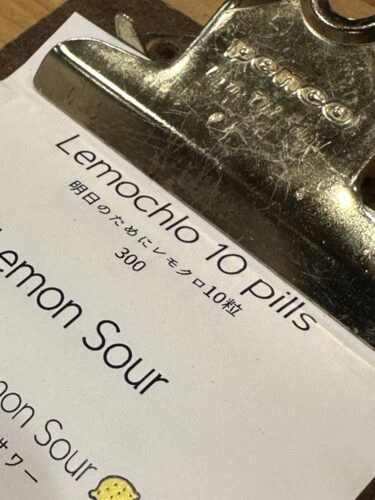 penco
Lemochlo 10 pills
明日のためにレモクロ10粒
300
Lemon Sour
mon Sour
サワー